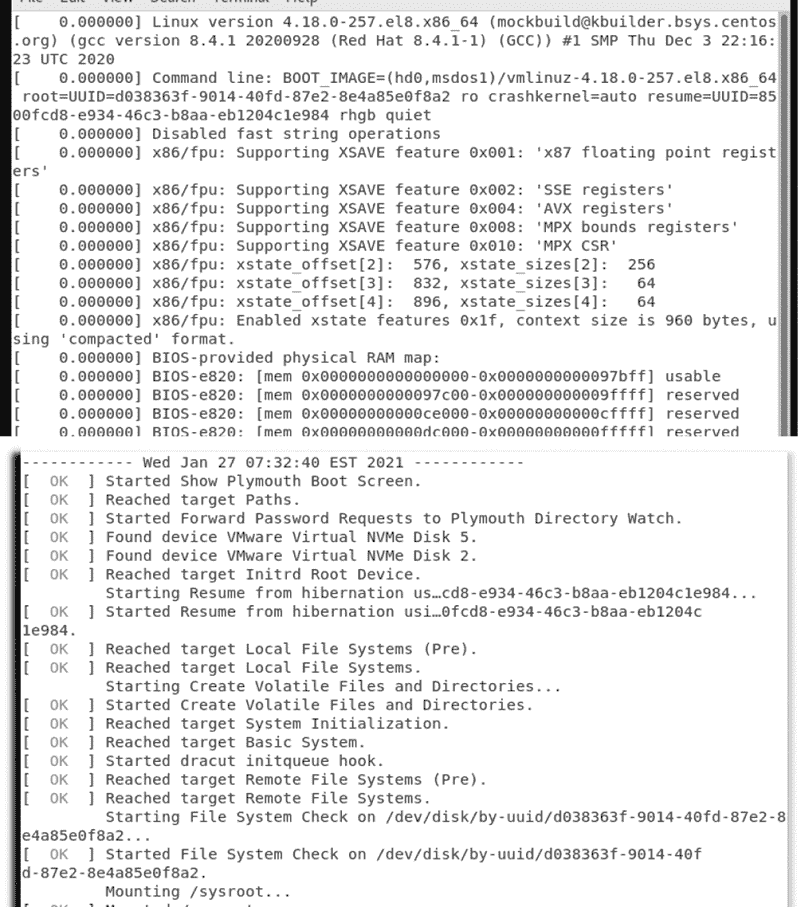 [    0.000000] Linux version 4.18.0-257.el8.x86_64 (mockbuild@kbuilder.bsys.centos
.org) (gcc version 8.4.1 20200928 (Red Hat 8.4.1-1) (GCC)) #1 SMP Thu Dec 3 22:16:
23 UTC 2020
[    0.000000] Command line: BOOT_IMAGE=(hd0,msdos1)/vmlinuz-4.18.0-257.el8.x86_64
 root=UUID=d038363f-9014-40fd-87e2-8e4a85e0f8a2 ro crashkernel=auto resume=UUID=85
00fcd8-e934-46c3-b8aa-eb1204c1e984 rhgb quiet
[    0.000000] Disabled fast string operations
[    0.000000] x86/fpu: Supporting XSAVE feature 0x001: 'x87 floating point regist
ers'
[    0.000000] x86/fpu: Supporting XSAVE feature 0x002: 'SSE registers'
[    0.000000] x86/fpu: Supporting XSAVE feature 0x004: 'AVX registers'
[    0.000000] x86/fpu: Supporting XSAVE feature 0x008: 'MPX bounds registers'
[    0.000000] x86/fpu: Supporting XSAVE feature 0x010: 'MPX CSR'
[    0.000000] x86/fpu: xstate_offset[2]:  576, xstate_sizes[2]:  256
[    0.000000] x86/fpu: xstate_offset[3]:  832, xstate_sizes[3]:   64
[    0.000000] x86/fpu: xstate_offset[4]:  896, xstate_sizes[4]:   64
[    0.000000] x86/fpu: Enabled xstate features 0x1f, context size is 960 bytes, u
sing 'compacted' format.
[    0.000000] BIOS-provided physical RAM map:
[    0.000000] BIOS-e820: [mem 0x0000000000000000-0x0000000000097bff] usable
[    0.000000] BIOS-e820: [mem 0x0000000000097c00-0x000000000009ffff] reserved
[    0.000000] BIOS-e820: [mem 0x00000000000ce000-0x00000000000cffff] reserved
[    0.000000] BIOS-e820: [mem 0x00000000000dc000-0x00000000000fffff] reserved
------------ Wed Jan 27 07:32:40 EST 2021 ------------
[  OK  ] Started Show Plymouth Boot Screen.
[  OK  ] Reached target Paths.
[  OK  ] Started Forward Password Requests to Plymouth Directory Watch.
[  OK  ] Found device VMware Virtual NVMe Disk 5.
[  OK  ] Found device VMware Virtual NVMe Disk 2.
[  OK  ] Reached target Initrd Root Device.
         Starting Resume from hibernation us…cd8-e934-46c3-b8aa-eb1204c1e984...
[  OK  ] Started Resume from hibernation usi…0fcd8-e934-46c3-b8aa-eb1204c
1e984.
[  OK  ] Reached target Local File Systems (Pre).
[  OK  ] Reached target Local File Systems.
         Starting Create Volatile Files and Directories...
[  OK  ] Started Create Volatile Files and Directories.
[  OK  ] Reached target System Initialization.
[  OK  ] Reached target Basic System.
[  OK  ] Started dracut initqueue hook.
[  OK  ] Reached target Remote File Systems (Pre).
[  OK  ] Reached target Remote File Systems.
         Starting File System Check on /dev/disk/by-uuid/d038363f-9014-40fd-87e2-8
e4a85e0f8a2...
[  OK  ] Started File System Check on /dev/disk/by-uuid/d038363f-9014-40f
d-87e2-8e4a85e0f8a2.
         Mounting /sysroot...